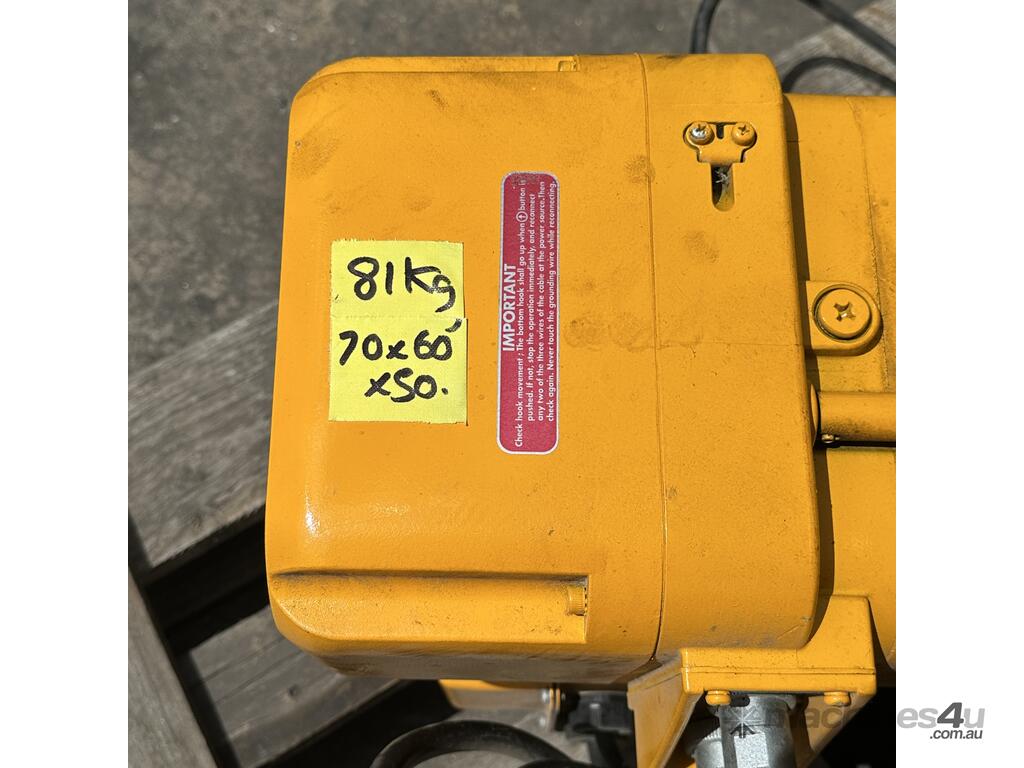 81Kg
70x60
x50.
IMPORTANT
Check hook movement ; The bottom hook shall go up when ↑ button is
pushed. If not, stop the operation immediately, and reconnect
any two of the three wires of the cable at the power source. Then
check again. Never touch the grounding wire while reconnecting.
machines4u
.com.au